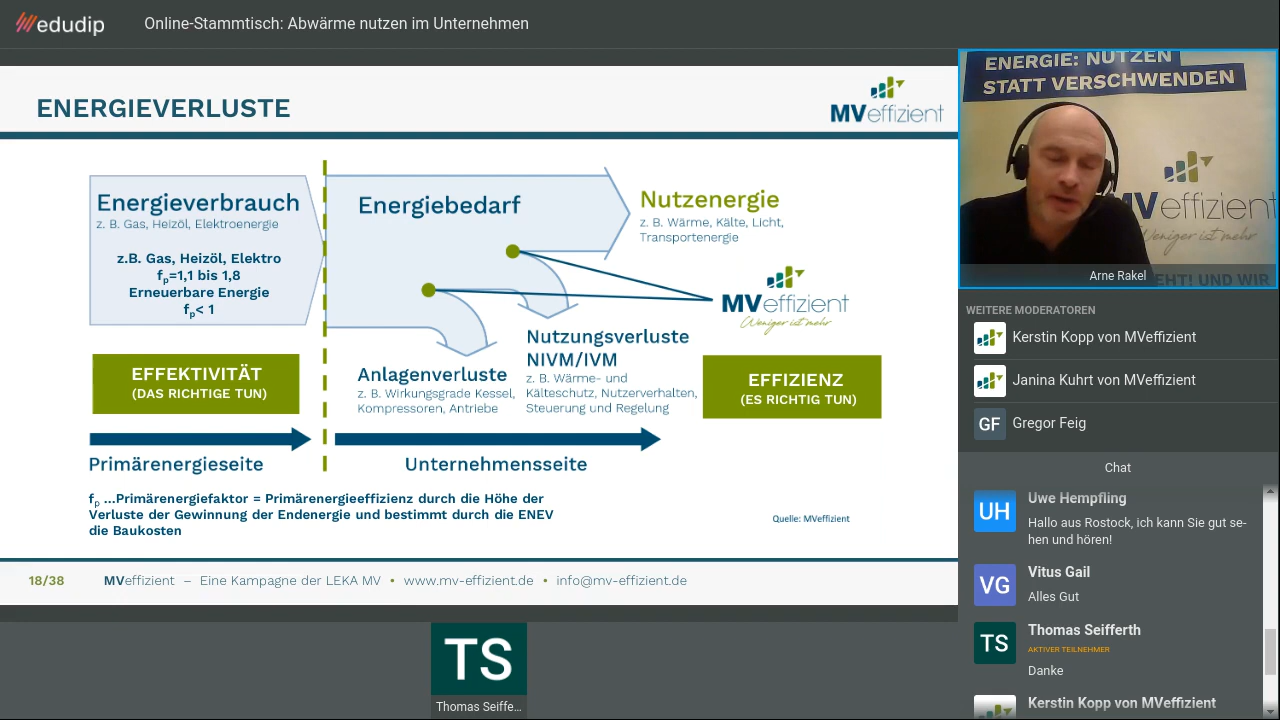 edudip
Online-Stammtisch: Abwärme nutzen im Unternehmen
ENERGIEVERLUSTE
MVeffizient
Energieverbrauch
z. B. Gas, Heizöl, Elektroenergie
z.B. Gas, Heizöl, Elektro
fp=1,1 bis 1,8
Erneuerbare Energie
fp< 1
Energiebedarf
Nutzenergie
z. B. Wärme, Kälte, Licht,
Transportenergie
MVeffizient
Weniger ist mehr
Nutzungsverluste
NIVM/IVM
z. B. Wärme- und
Kälteschutz, Nutzerverhalten,
Steuerung und Regelung
Anlagenverluste
z. B. Wirkungsgrade Kessel,
Kompressoren, Antriebe
EFFEKTIVITÄT
(DAS RICHTIGE TUN)
EFFIZIENZ
(ES RICHTIG TUN)
Primärenergieseite
Unternehmensseite
fp ...Primärenergiefaktor = Primärenergieeffizienz durch die Höhe der
Verluste der Gewinnung der Endenergie und bestimmt durch die ENEV
die Baukosten
Quelle: MVeffizient
18/38
MVeffizient – Eine Kampagne der LEKA MV • www.mv-effizient.de • info@mv-effizient.de
TS
Thomas Seiffe...
ENERGIE: NUTZEN
STATT VERSCHWENDEN
MVeffizient
Weniger ist mehr
EHT! UND WIR
Arne Rakel
WEITERE MODERATOREN
Kerstin Kopp von MVeffizient
Janina Kuhrt von MVeffizient
GF
Gregor Feig
Chat
UH
Uwe Hempfling
Hallo aus Rostock, ich kann Sie gut se-
hen und hören!
VG
Vitus Gail
Alles Gut
TS
Thomas Seifferth
AKTIVER TEILNEHMER
Danke
Kerstin Kopp von MVeffizient